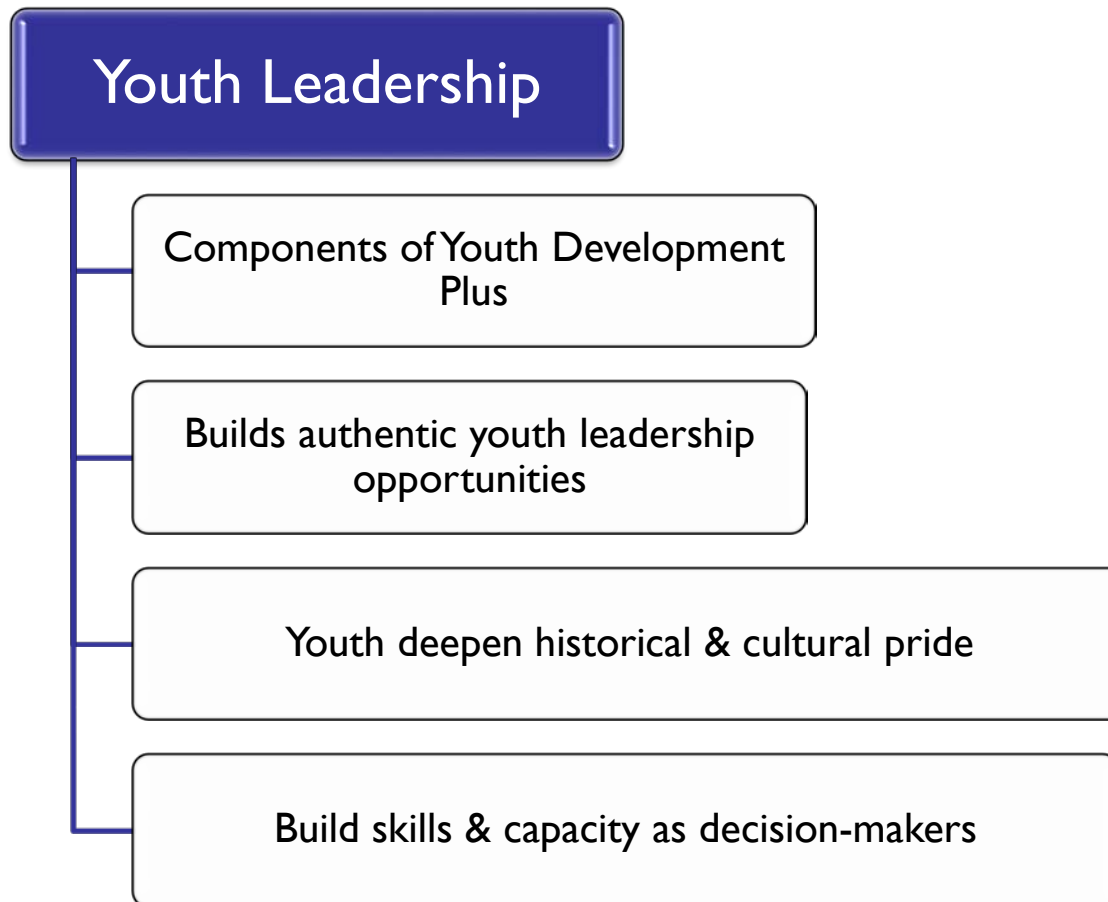 Youth Leadership
Components of Youth Development
Plus
Builds authentic youth leadership
opportunities
Youth deepen historical & cultural pride
Build skills & capacity as decision-makers